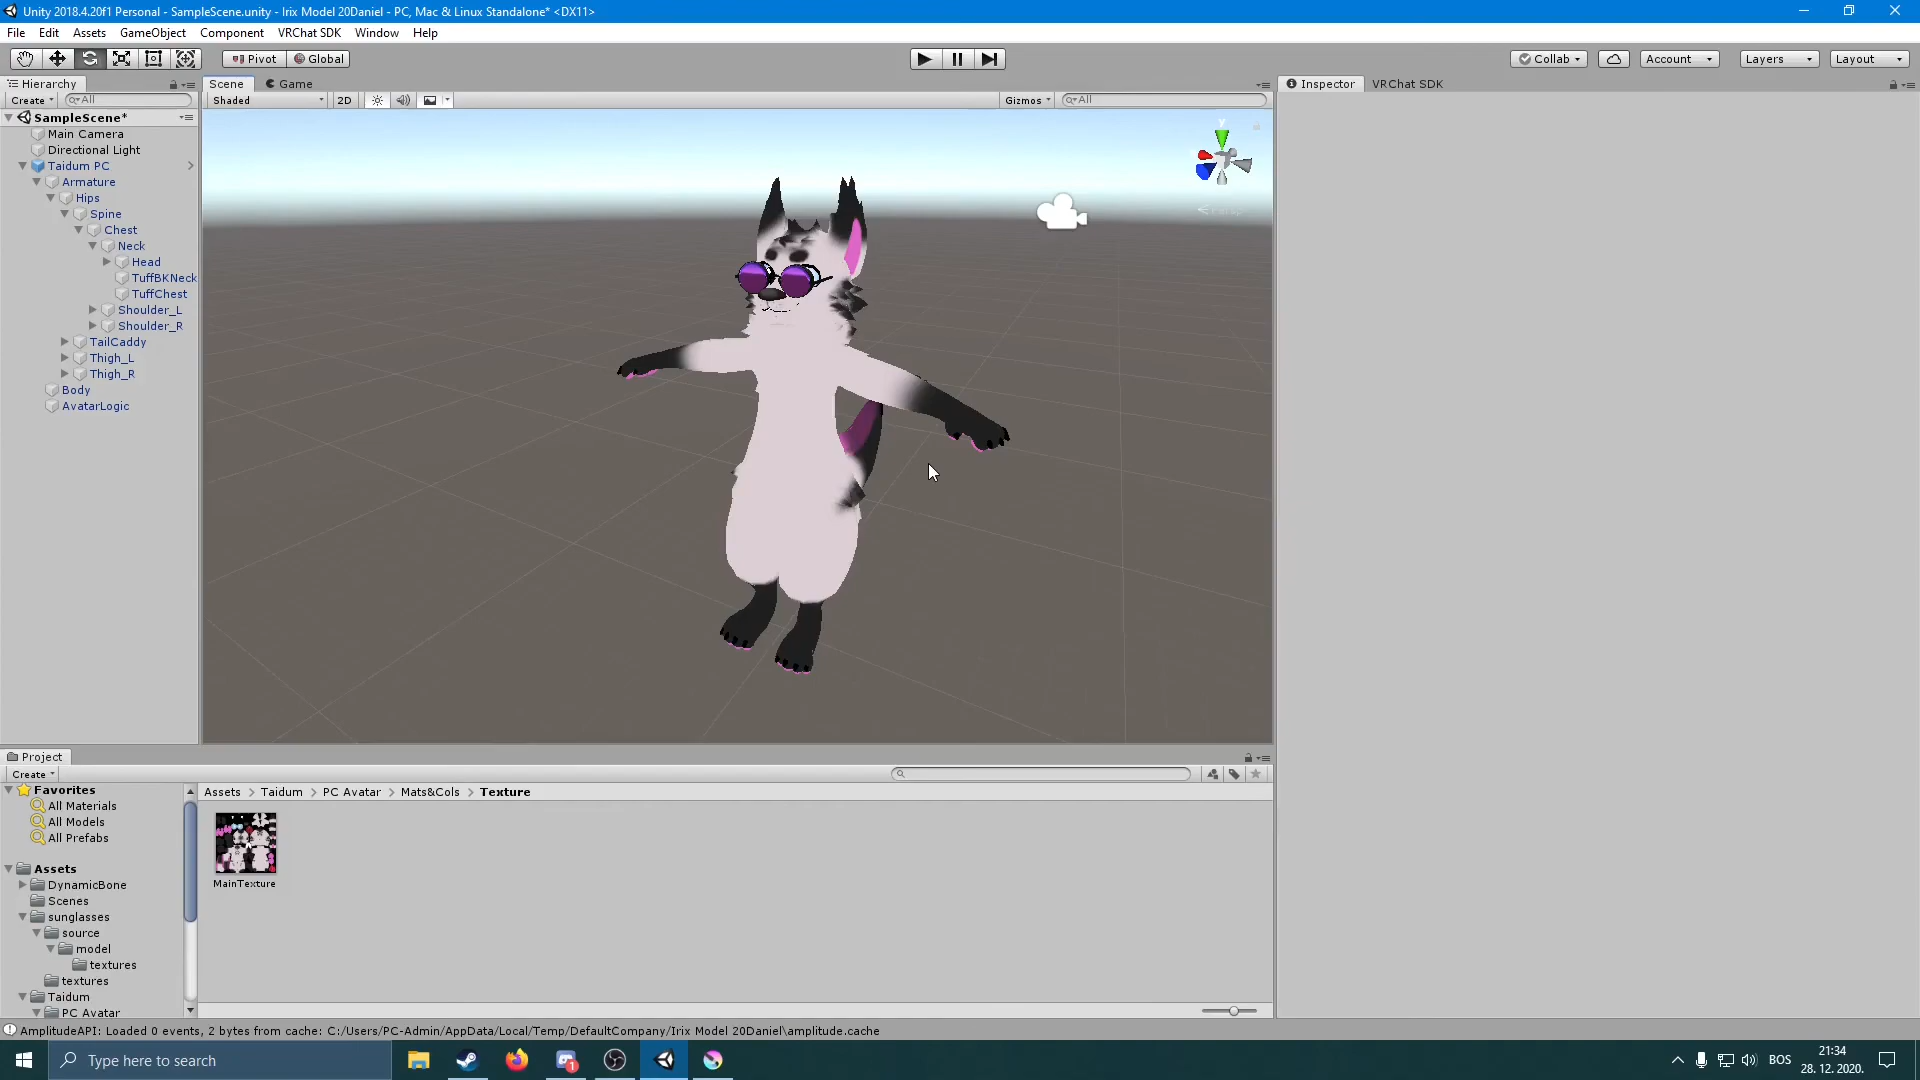 Unity 2018.4.20f1 Personal - SampleScene.unity - Irix Model 20Daniel - PC, Mac & Linux Standalone* <DX11>
File Edit Assets GameObject Component VRChat SDK Window Help
Pivot Global Collab Account Layers Layout
Hierarchy Scene Game Inspector VRChat SDK
Create All Shaded 2D Gizmos All
SampleScene*
Main Camera
Directional Light
Taidum PC
Armature
Hips
Spine
Chest
Neck
Head
TuffBKNeck
TuffChest
Shoulder_L
Shoulder_R
TailCaddy
Thigh_L
Thigh_R
Body
AvatarLogic
y
Project
Create
Favorites
All Materials
All Models
All Prefabs
Assets
DynamicBone
Scenes
sunglasses
source
model
textures
textures
Taidum
PC Avatar
Assets > Taidum > PC Avatar > Mats&Cols > Texture
MainTexture
AmplitudeAPI: Loaded 0 events, 2 bytes from cache: C:/Users/PC-Admin/AppData/Local/Temp/DefaultCompany/Irix Model 20Daniel\amplitude.cache
Type here to search
1
BOS
21:34
28. 12. 2020.